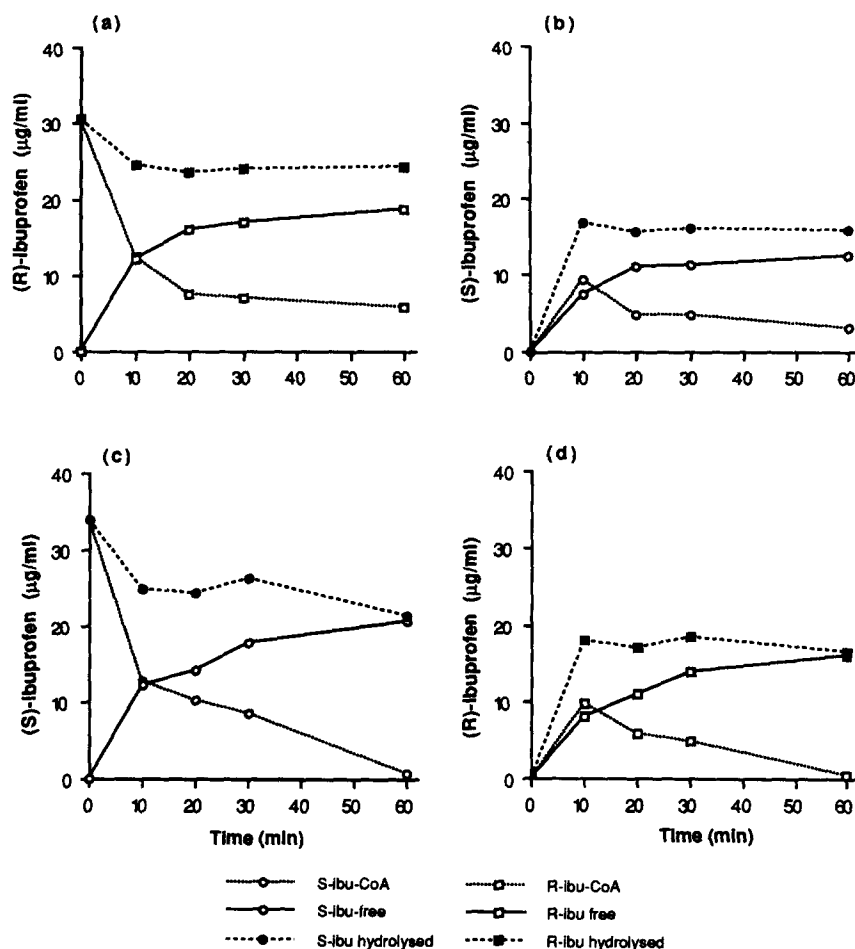 (a)
(R)-Ibuprofen (µg/ml)
40
30
20
10
0
0 10 20 30 40 50 60
(b)
(S)-Ibuprofen (µg/ml)
40
30
20
10
0
0 10 20 30 40 50 60
(c)
(S)-Ibuprofen (µg/ml)
40
30
20
10
0
0 10 20 30 40 50 60
Time (min)
(d)
(R)-Ibuprofen (µg/ml)
40
30
20
10
0
0 10 20 30 40 50 60
Time (min)
S-ibu-CoA
S-ibu-free
S-ibu hydrolysed
R-ibu-CoA
R-ibu free
R-ibu hydrolysed